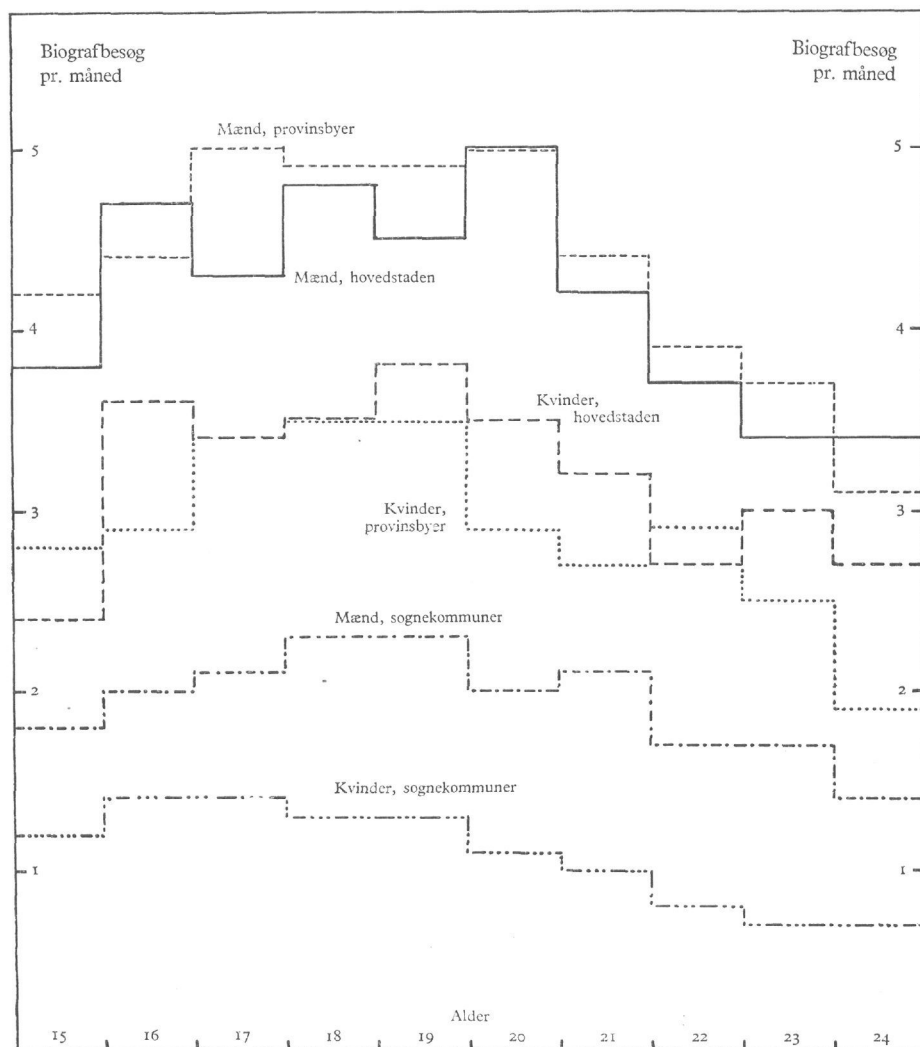 Biografbesøg
pr. måned
Biografbesøg
pr. måned
Mænd, provinsbyer
5
5
Mænd, hovedstaden
4
4
Kvinder,
hovedstaden
3
3
Kvinder,
provinsbyer
Mænd, sognekommuner
2
2
Kvinder, sognekommuner
1
1
Alder
15 16 17 18 19 20 21 22 23 24